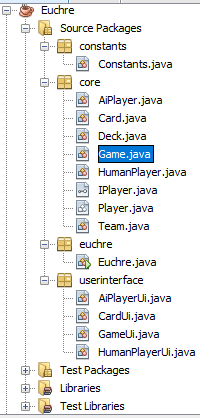 Euchre
Source Packages
constants
Constants.java
core
AiPlayer.java
Card.java
Deck.java
Game.java
HumanPlayer.java
IPlayer.java
Player.java
Team.java
euchre
Euchre.java
userinterface
AiPlayerUi.java
CardUi.java
GameUi.java
HumanPlayerUi.java
Test Packages
Libraries
Test Libraries